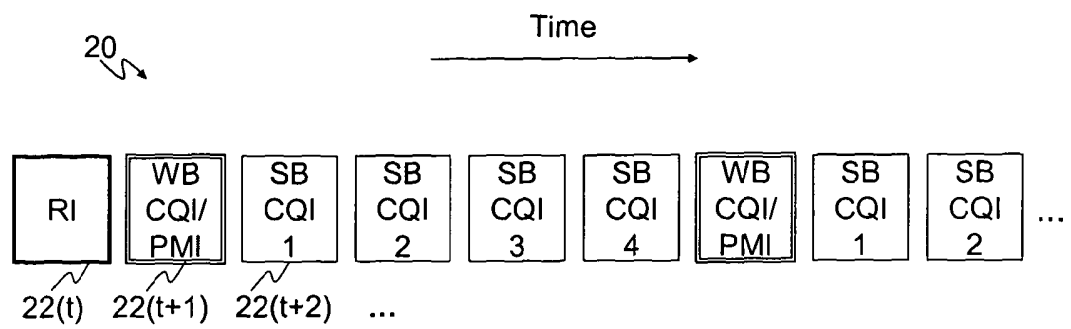 Time
20
RI
WB
CQI/
PMI
SB
CQI
1
SB
CQI
2
SB
CQI
3
SB
CQI
4
WB
CQI/
PMI
SB
CQI
1
SB
CQI
2
...
22(t)
22(t+1)
22(t+2)
...